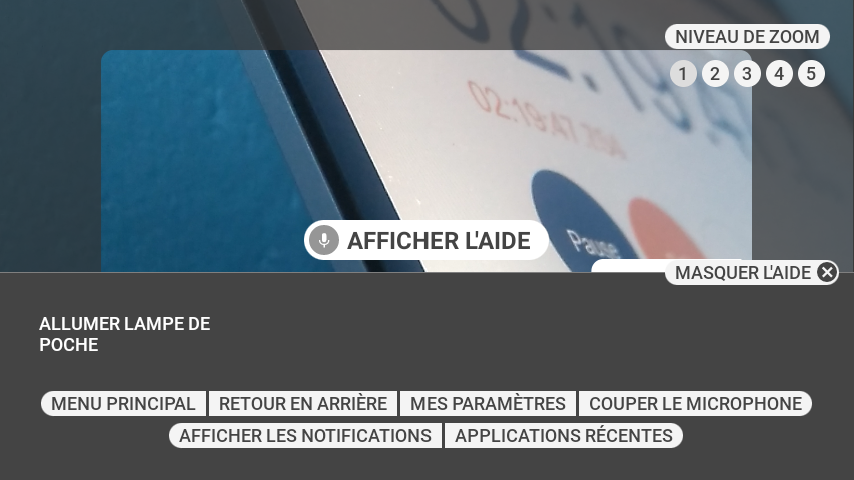 NIVEAU DE ZOOM
1 2 3 4 5
02:19:47
Pause
AFFICHER L'AIDE
MASQUER L'AIDE
ALLUMER LAMPE DE
POCHE
MENU PRINCIPAL
RETOUR EN ARRIÈRE
MES PARAMÈTRES
COUPER LE MICROPHONE
AFFICHER LES NOTIFICATIONS
APPLICATIONS RÉCENTES